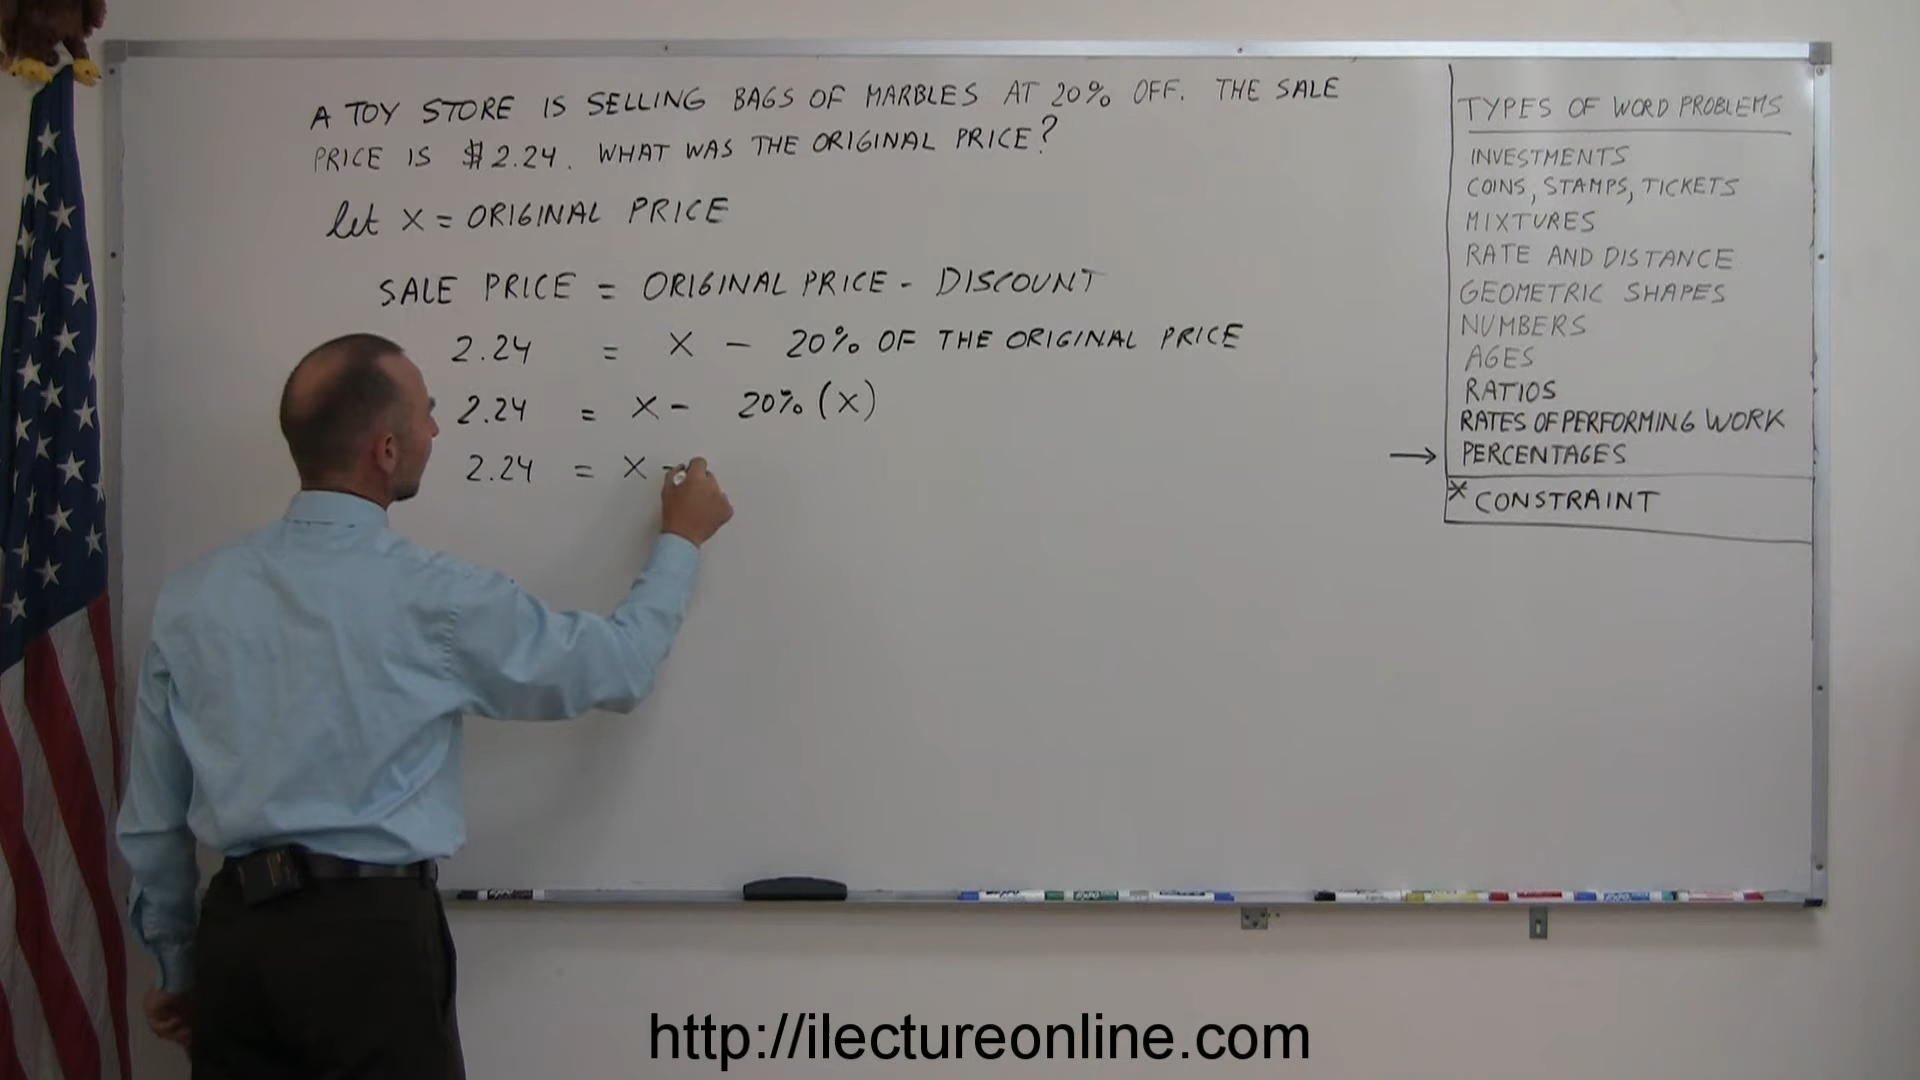 A TOY STORE IS SELLING BAGS OF MARBLES AT 20% OFF. THE SALE
PRICE IS $2.24. WHAT WAS THE ORIGINAL PRICE?
let X = ORIGINAL PRICE
SALE PRICE = ORIGINAL PRICE - DISCOUNT
2.24 = X - 20% OF THE ORIGINAL PRICE
2.24 = X - 20% (X)
2.24 = X -
TYPES OF WORD PROBLEMS
INVESTMENTS
COINS, STAMPS, TICKETS
MIXTURES
RATE AND DISTANCE
GEOMETRIC SHAPES
NUMBERS
AGES
RATIOS
RATES OF PERFORMING WORK
→ PERCENTAGES
* CONSTRAINT
http://ilectureonline.com